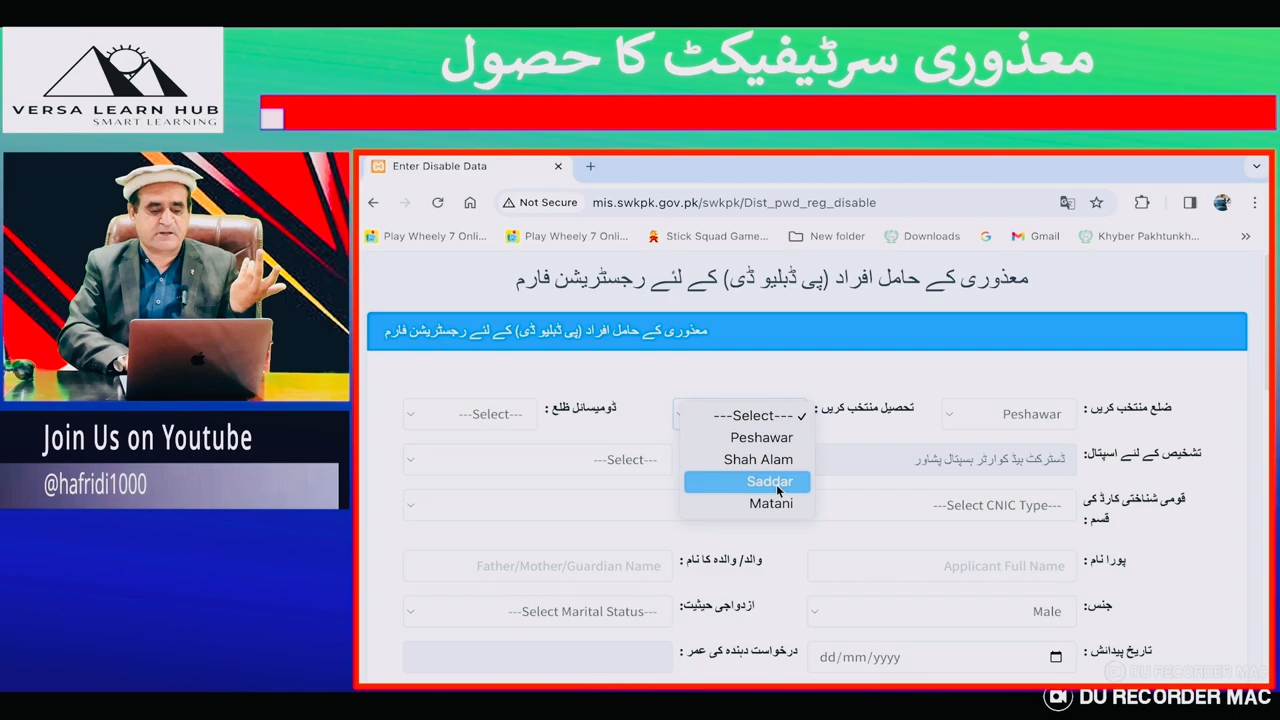 معذوری سرٹیفیکٹ کا حصول
VERSA LEARN HUB
SMART LEARNING
Enter Disable Data
Not Secure
mis.swkpk.gov.pk/swkpk/Dist_pwd_reg_disable
Play Wheely 7 Onli...
Play Wheely 7 Onli...
Stick Squad Game...
New folder
Downloads
Gmail
Khyber Pakhtunkh...
معذوری کے حامل افراد (پی ڈبلیو ڈی) کے لئے رجسٹریشن فارم
معذوری کے حامل افراد (پی ڈبلیو ڈی) کے لئے رجسٹریشن فارم
ضلع منتخب کریں :
Peshawar
تحصیل منتخب کریں :
---Select---
Peshawar
Shah Alam
Saddar
Matani
ڈومیسائل ظلع :
---Select---
تشخیص کے لئے اسپتال:
ڈسٹرکٹ ہیڈ کوارٹر ہسپتال پشاور
---Select---
قومی شناختی کارڈ کی
قسم :
---Select CNIC Type---
پورا نام :
Applicant Full Name
والد/ والدہ کا نام :
Father/Mother/Guardian Name
جنس:
Male
ازدواجی حیثیت:
---Select Marital Status---
تاریخ پیدائش :
dd/mm/yyyy
درخواست دہندہ کی عمر :
Join Us on Youtube
@hafridi1000
DU RECORDER MAC
DU RECORDER MAC